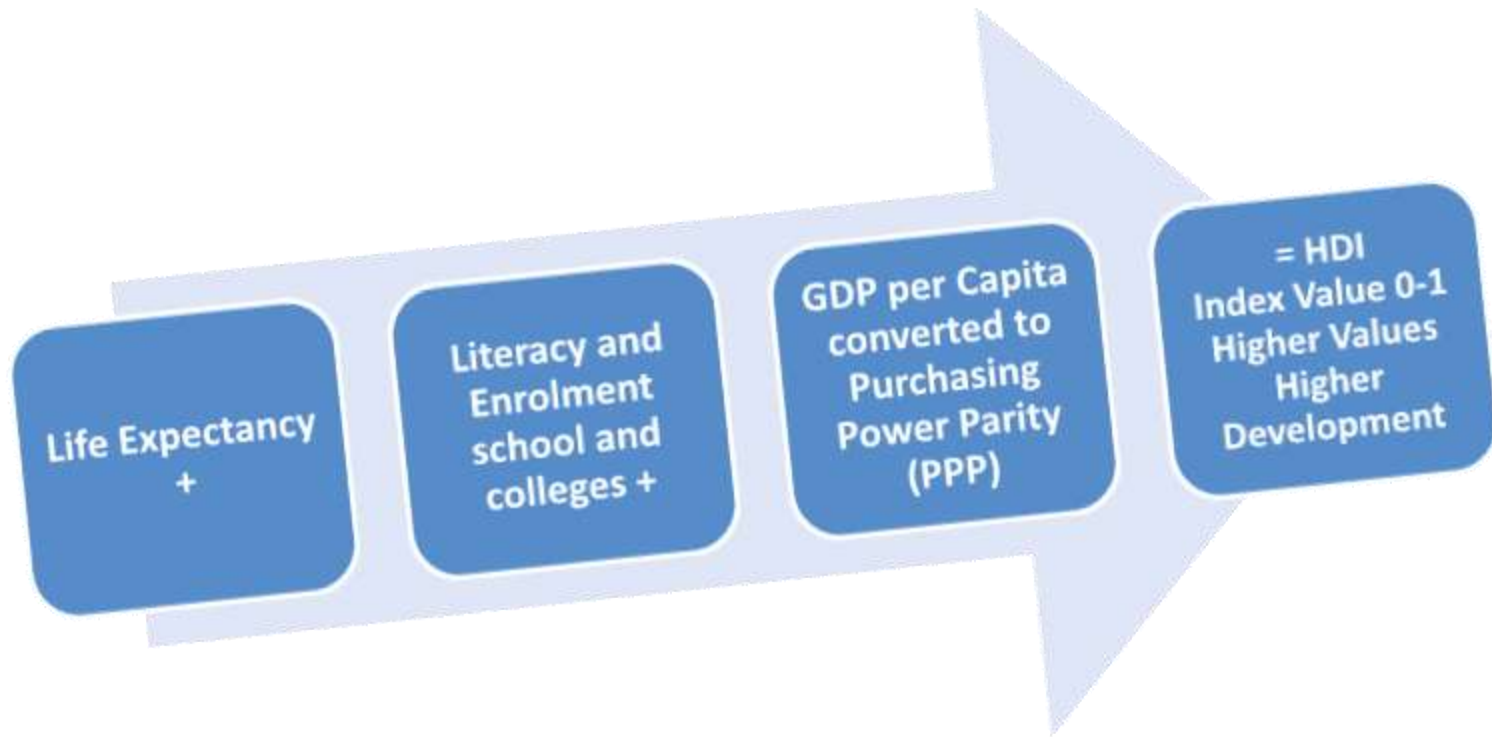 Life Expectancy
+
Literacy and
Enrolment
school and
colleges +
GDP per Capita
converted to
Purchasing
Power Parity
(PPP)
= HDI
Index Value 0-1
Higher Values
Higher
Development